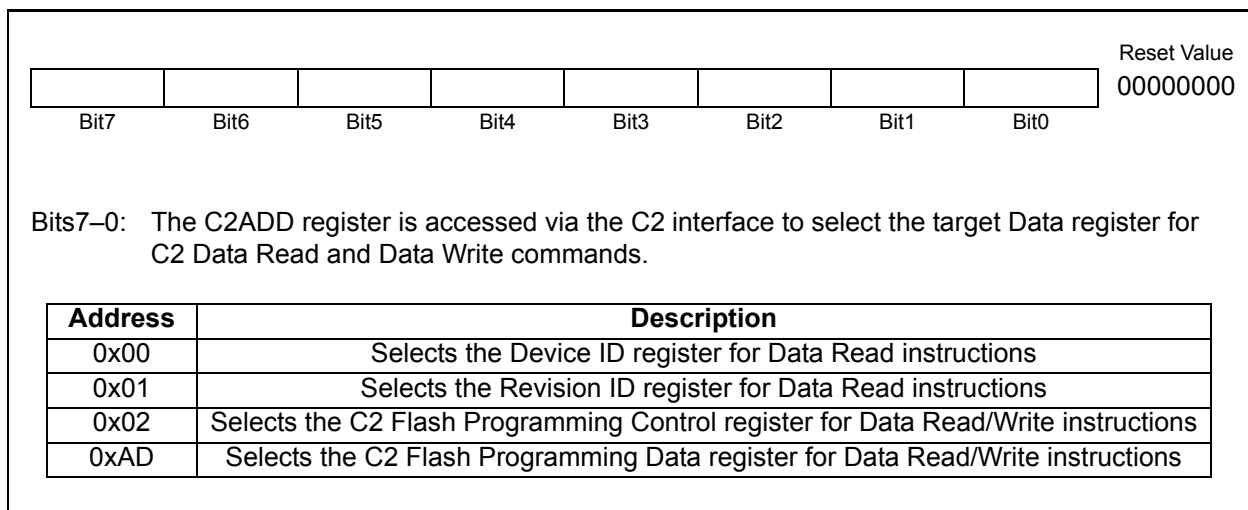 Reset Value
00000000
Bit7 Bit6 Bit5 Bit4 Bit3 Bit2 Bit1 Bit0
Bits7–0: The C2ADD register is accessed via the C2 interface to select the target Data register for
C2 Data Read and Data Write commands.
Address Description
0x00 Selects the Device ID register for Data Read instructions
0x01 Selects the Revision ID register for Data Read instructions
0x02 Selects the C2 Flash Programming Control register for Data Read/Write instructions
0xAD Selects the C2 Flash Programming Data register for Data Read/Write instructions